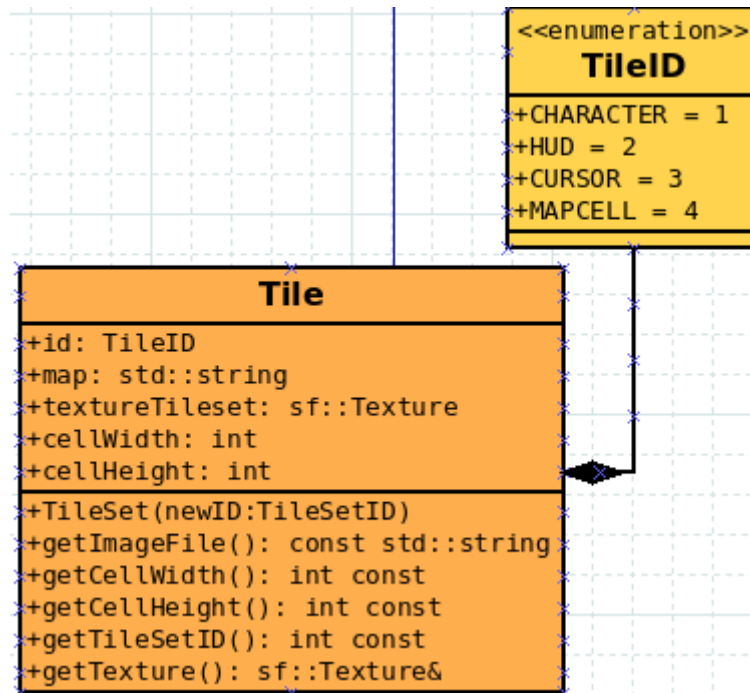 <<enumeration>>
TileID
+CHARACTER = 1
+HUD = 2
+CURSOR = 3
+MAPCELL = 4
Tile
+id: TileID
+map: std::string
+textureTileset: sf::Texture
+cellWidth: int
+cellHeight: int
+TileSet(newID:TileSetID)
+getImageFile(): const std::string
+getCellWidth(): int const
+getCellHeight(): int const
+getTileSetID(): int const
+getTexture(): sf::Texture&